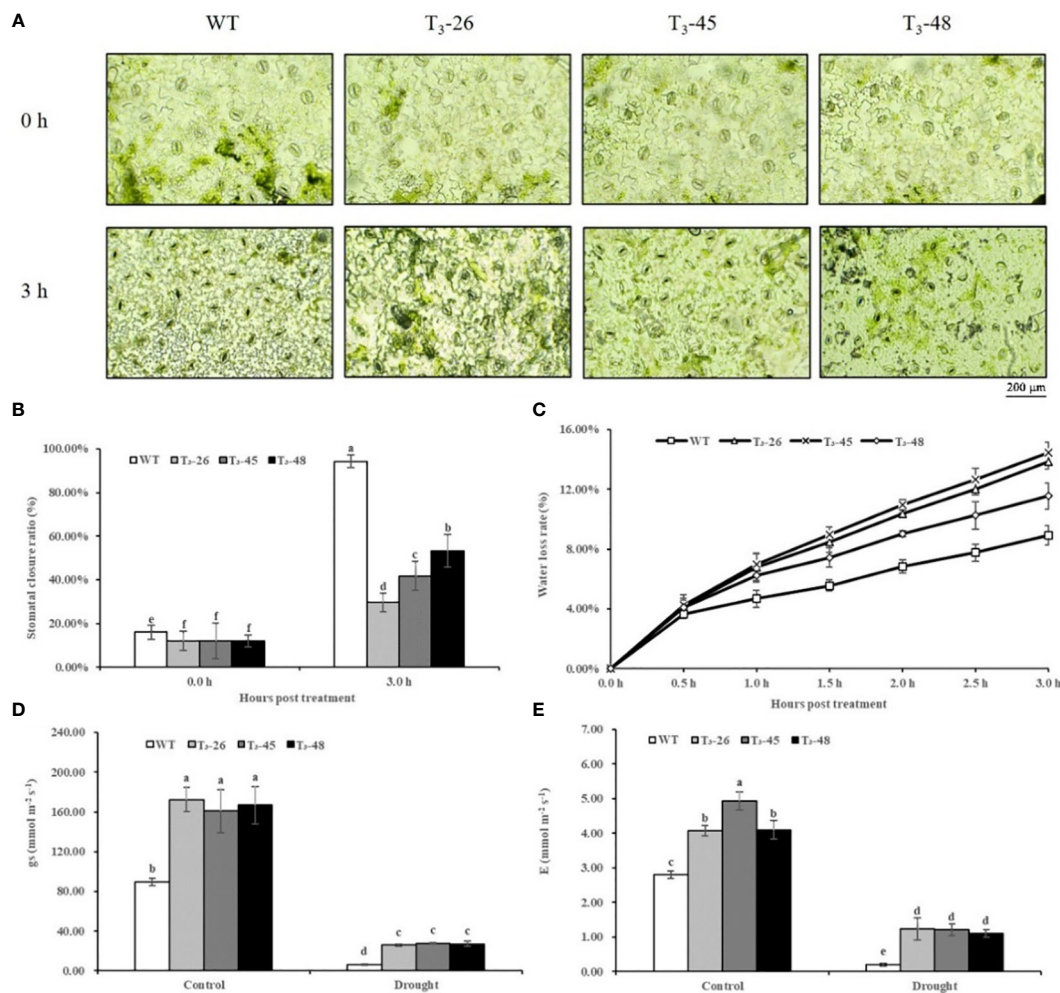 A
WT T₃-26 T₃-45 T₃-48
0 h
3 h
200 µm
B
Stomatal closure ratio (%)
100.00%
80.00%
60.00%
40.00%
20.00%
0.00%
WT T₃-26 T₃-45 T₃-48
e f f f a d c b
0.0 h 3.0 h
Hours post treatment
C
Water loss rate (%)
16.00%
12.00%
8.00%
4.00%
0.00%
WT T₃-26 T₃-45 T₃-48
0.0 h 0.5 h 1.0 h 1.5 h 2.0 h 2.5 h 3.0 h
Hours post treatment
D
gs (mmol m⁻² s⁻¹)
240.00
200.00
160.00
120.00
80.00
40.00
0.00
WT T₃-26 T₃-45 T₃-48
b a a a d c c c
Control Drought
E
E (mmol m⁻² s⁻¹)
7.00
6.00
5.00
4.00
3.00
2.00
1.00
0.00
WT T₃-26 T₃-45 T₃-48
c b a b e d d d
Control Drought